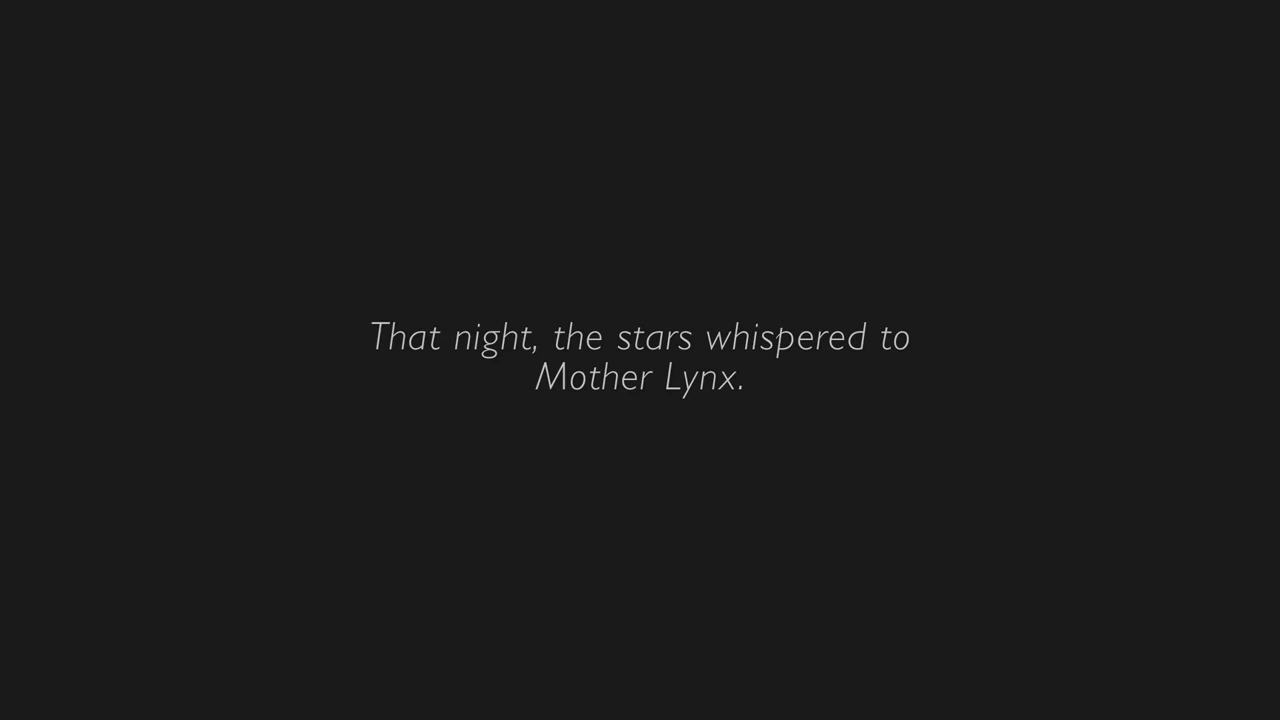 That night, the stars whispered to
Mother Lynx.